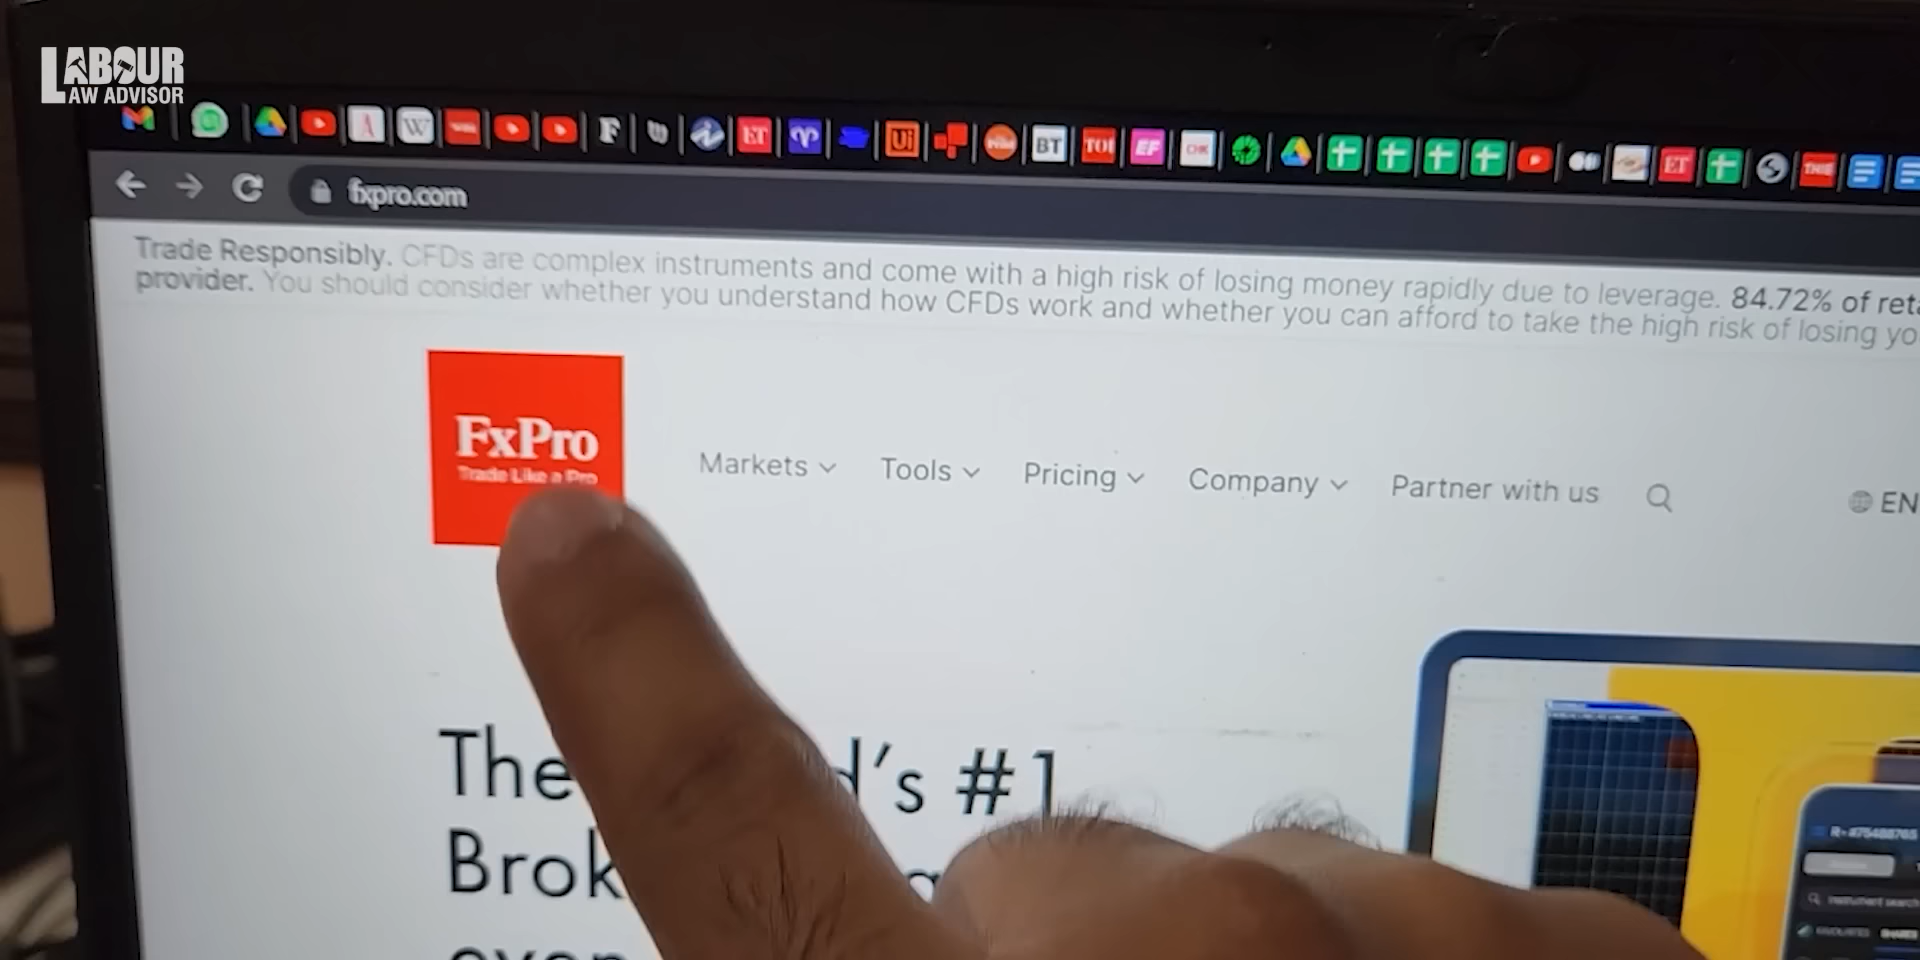 LABOUR
LAW ADVISOR
fxpro.com
Trade Responsibly. CFDs are complex instruments and come with a high risk of losing money rapidly due to leverage. 84.72% of
provider. You should consider whether you understand how CFDs work and whether you can afford to take the high risk of losing
FxPro
Trade Like a Pro
Markets Tools Pricing Company Partner with us EN
The #1